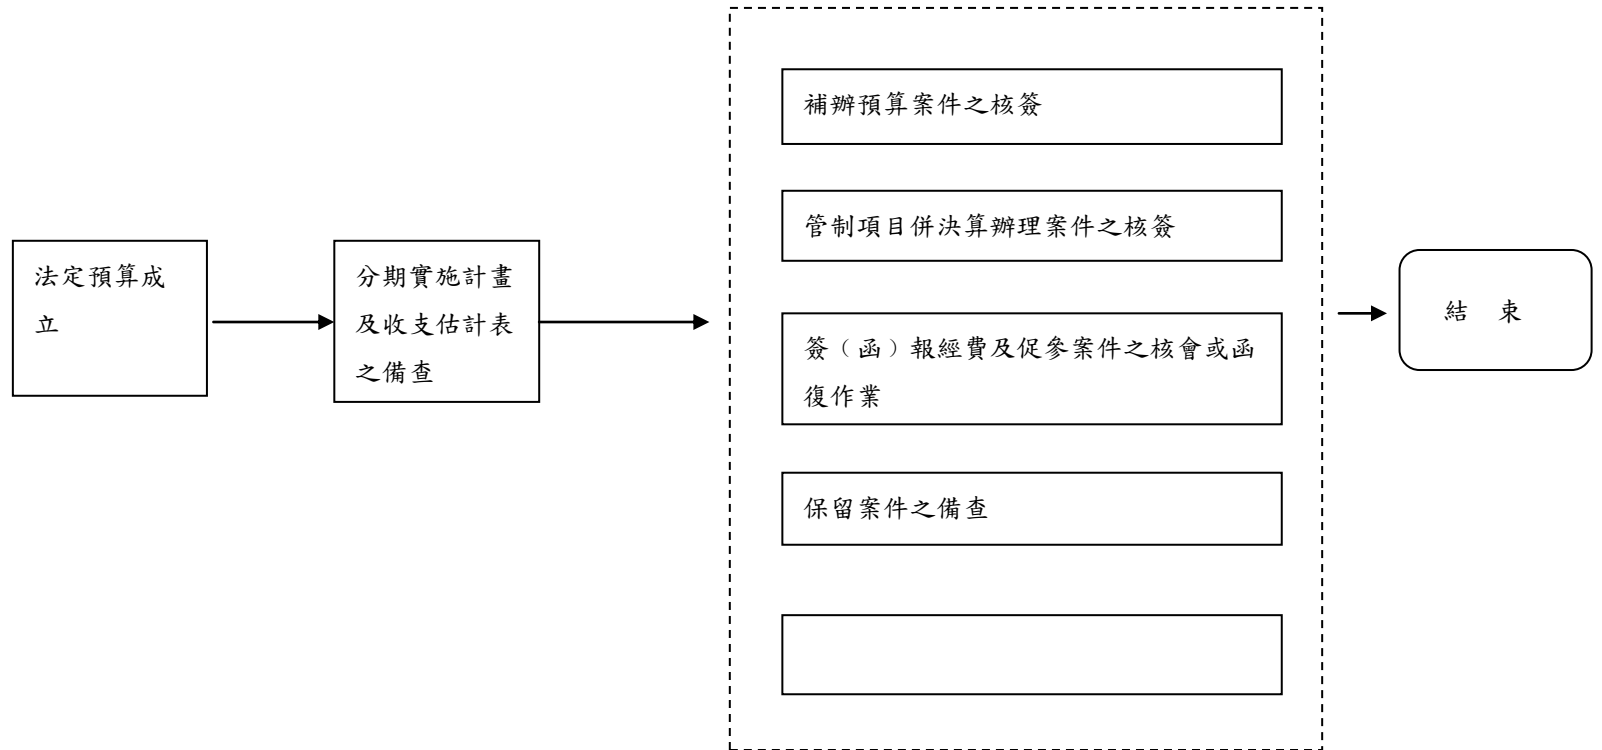 法定預算成
立
分期實施計畫
及收支估計表
之備查
補辦預算案件之核簽
管制項目併決算辦理案件之核簽
簽（函）報經費及促參案件之核會或函
復作業
保留案件之備查
結 束